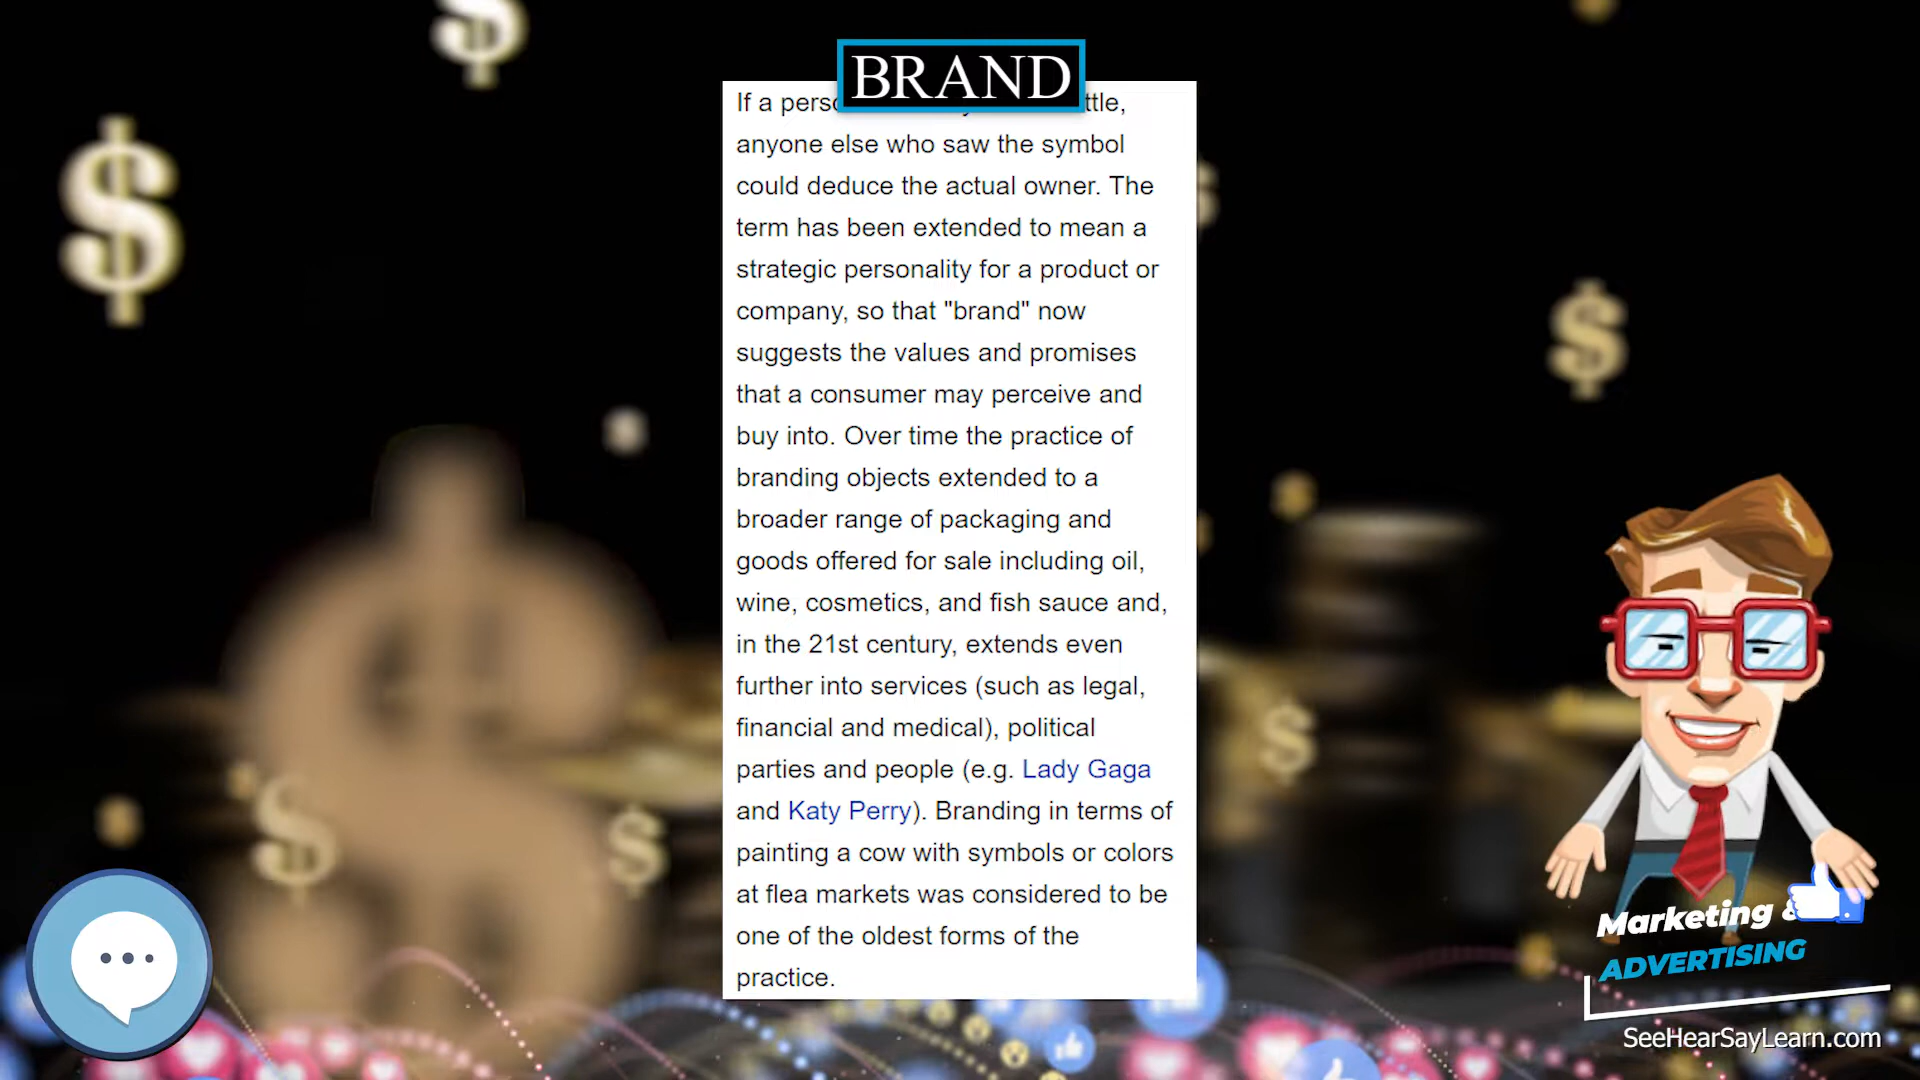 BRAND
If a ttle,
anyone else who saw the symbol
could deduce the actual owner. The
term has been extended to mean a
strategic personality for a product or
company, so that "brand" now
suggests the values and promises
that a consumer may perceive and
buy into. Over time the practice of
branding objects extended to a
broader range of packaging and
goods offered for sale including oil,
wine, cosmetics, and fish sauce and,
in the 21st century, extends even
further into services (such as legal,
financial and medical), political
parties and people (e.g. Lady Gaga
and Katy Perry). Branding in terms of
painting a cow with symbols or colors
at flea markets was considered to be
one of the oldest forms of the
practice.
Marketing &
ADVERTISING
SeeHearSayLearn.com